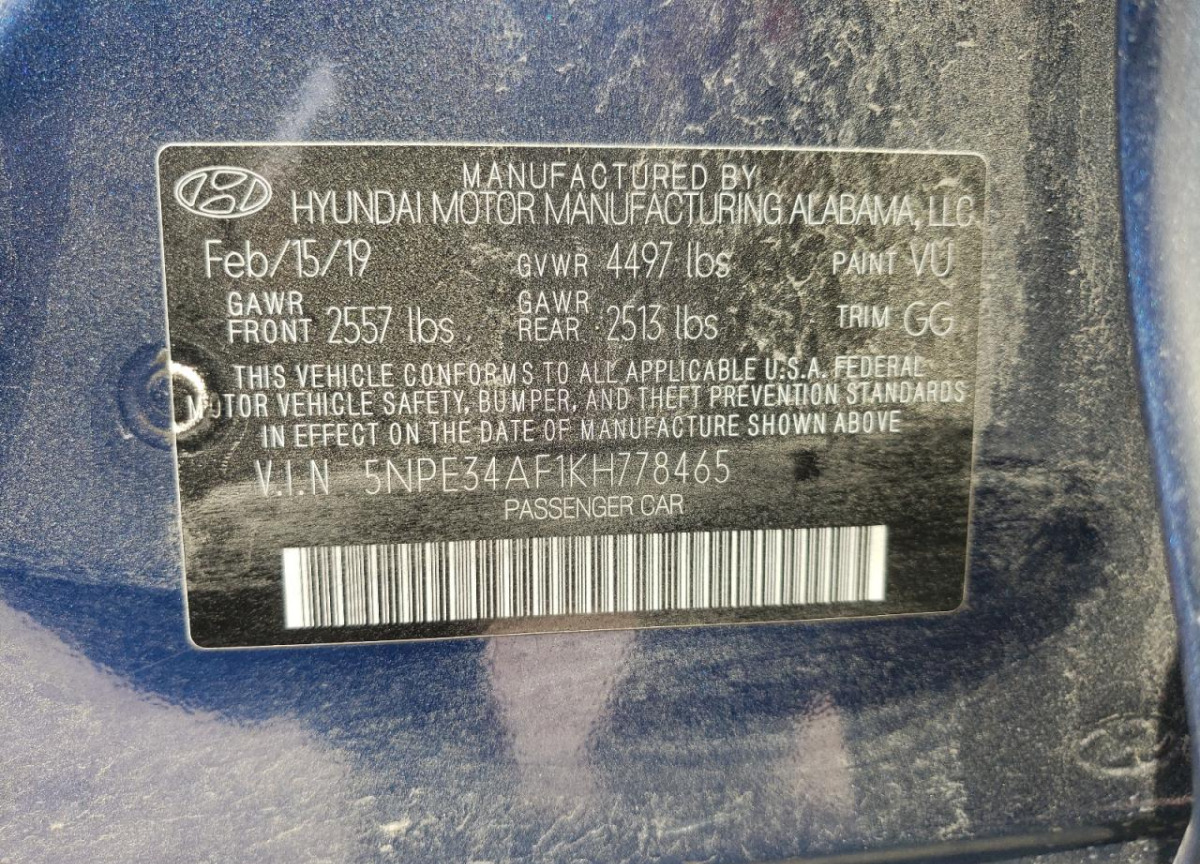 MANUFACTURED BY
HYUNDAI MOTOR MANUFACTURING ALABAMA, LLC
Feb/15/19 GVWR 4497 lbs PAINT VU
GAWR FRONT 2557 lbs GAWR REAR 2513 lbs TRIM GG
THIS VEHICLE CONFORMS TO ALL APPLICABLE U.S.A. FEDERAL
MOTOR VEHICLE SAFETY, BUMPER, AND THEFT PREVENTION STANDARDS
IN EFFECT ON THE DATE OF MANUFACTURE SHOWN ABOVE
V.I.N 5NPE34AF1KH778465
PASSENGER CAR